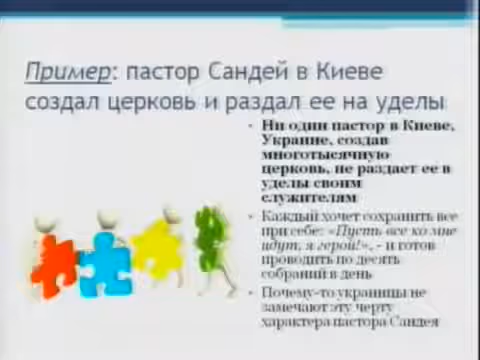 Пример: пастор Сандей в Киеве
создал церковь и раздал ее на уделы
Ни один пастор в Киеве,
Украине, создав
многотысячную
церковь, не раздает ее в
уделы своим
служителям
Каждый хочет сохранить все
при себе: «Пусть все ко мне
идут, я герой!», - и готов
проводить по десять
собраний в день
Почему-то украинцы не
замечают эту черту
характера пастора Сандея